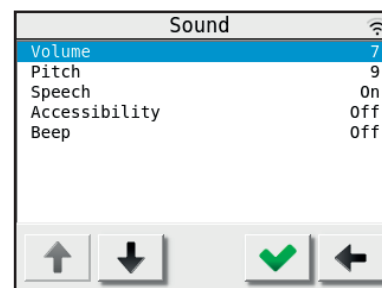 Sound
Volume 7
Pitch 9
Speech On
Accessibility Off
Beep Off